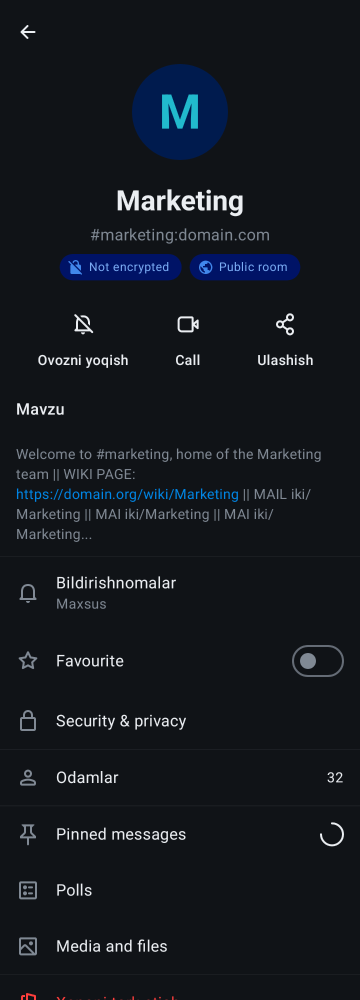 M
Marketing
#marketing:domain.com
Not encrypted
Public room
Ovozni yoqish
Call
Ulashish
Mavzu
Welcome to #marketing, home of the Marketing
team || WIKI PAGE:
https://domain.org/wiki/Marketing || MAIL iki/
Marketing || MAI iki/Marketing || MAI iki/
Marketing...
Bildirishnomalar
Maxsus
Favourite
Security & privacy
Odamlar
32
Pinned messages
Polls
Media and files